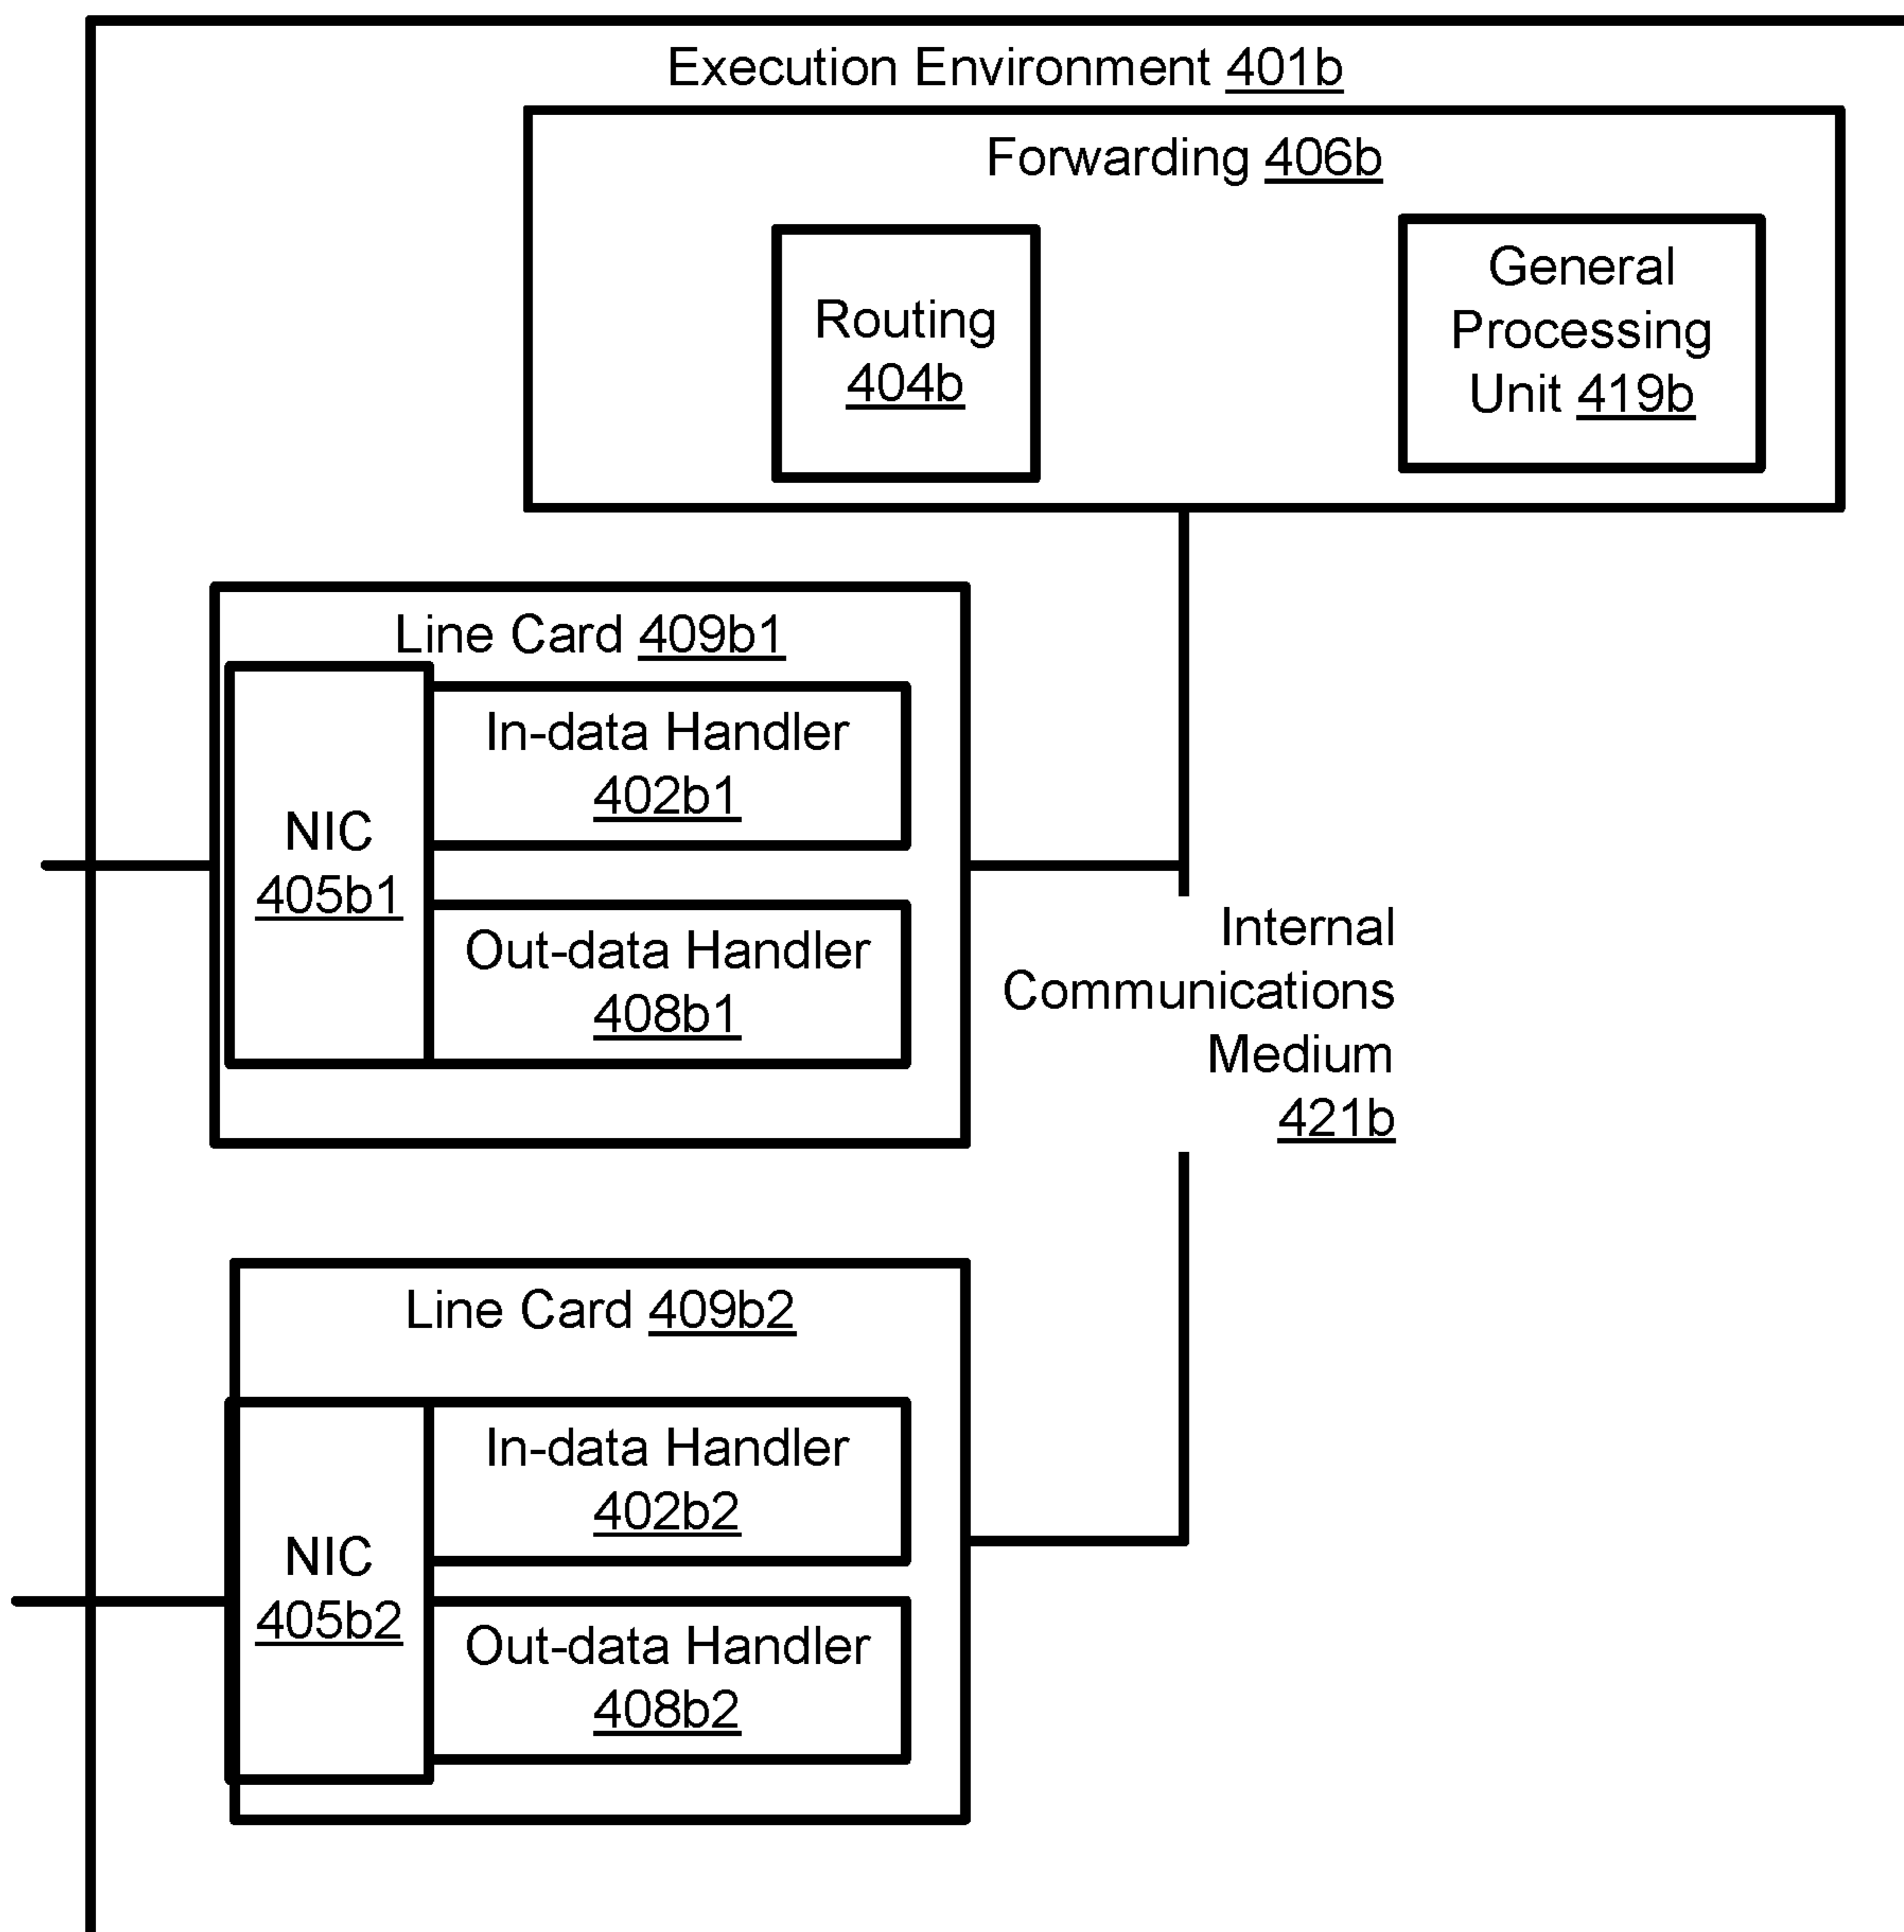 Execution Environment 401b
Forwarding 406b
Routing
404b
General
Processing
Unit 419b
Line Card 409b1
NIC
405b1
In-data Handler
402b1
Out-data Handler
408b1
Internal
Communications
Medium
421b
Line Card 409b2
NIC
405b2
In-data Handler
402b2
Out-data Handler
408b2